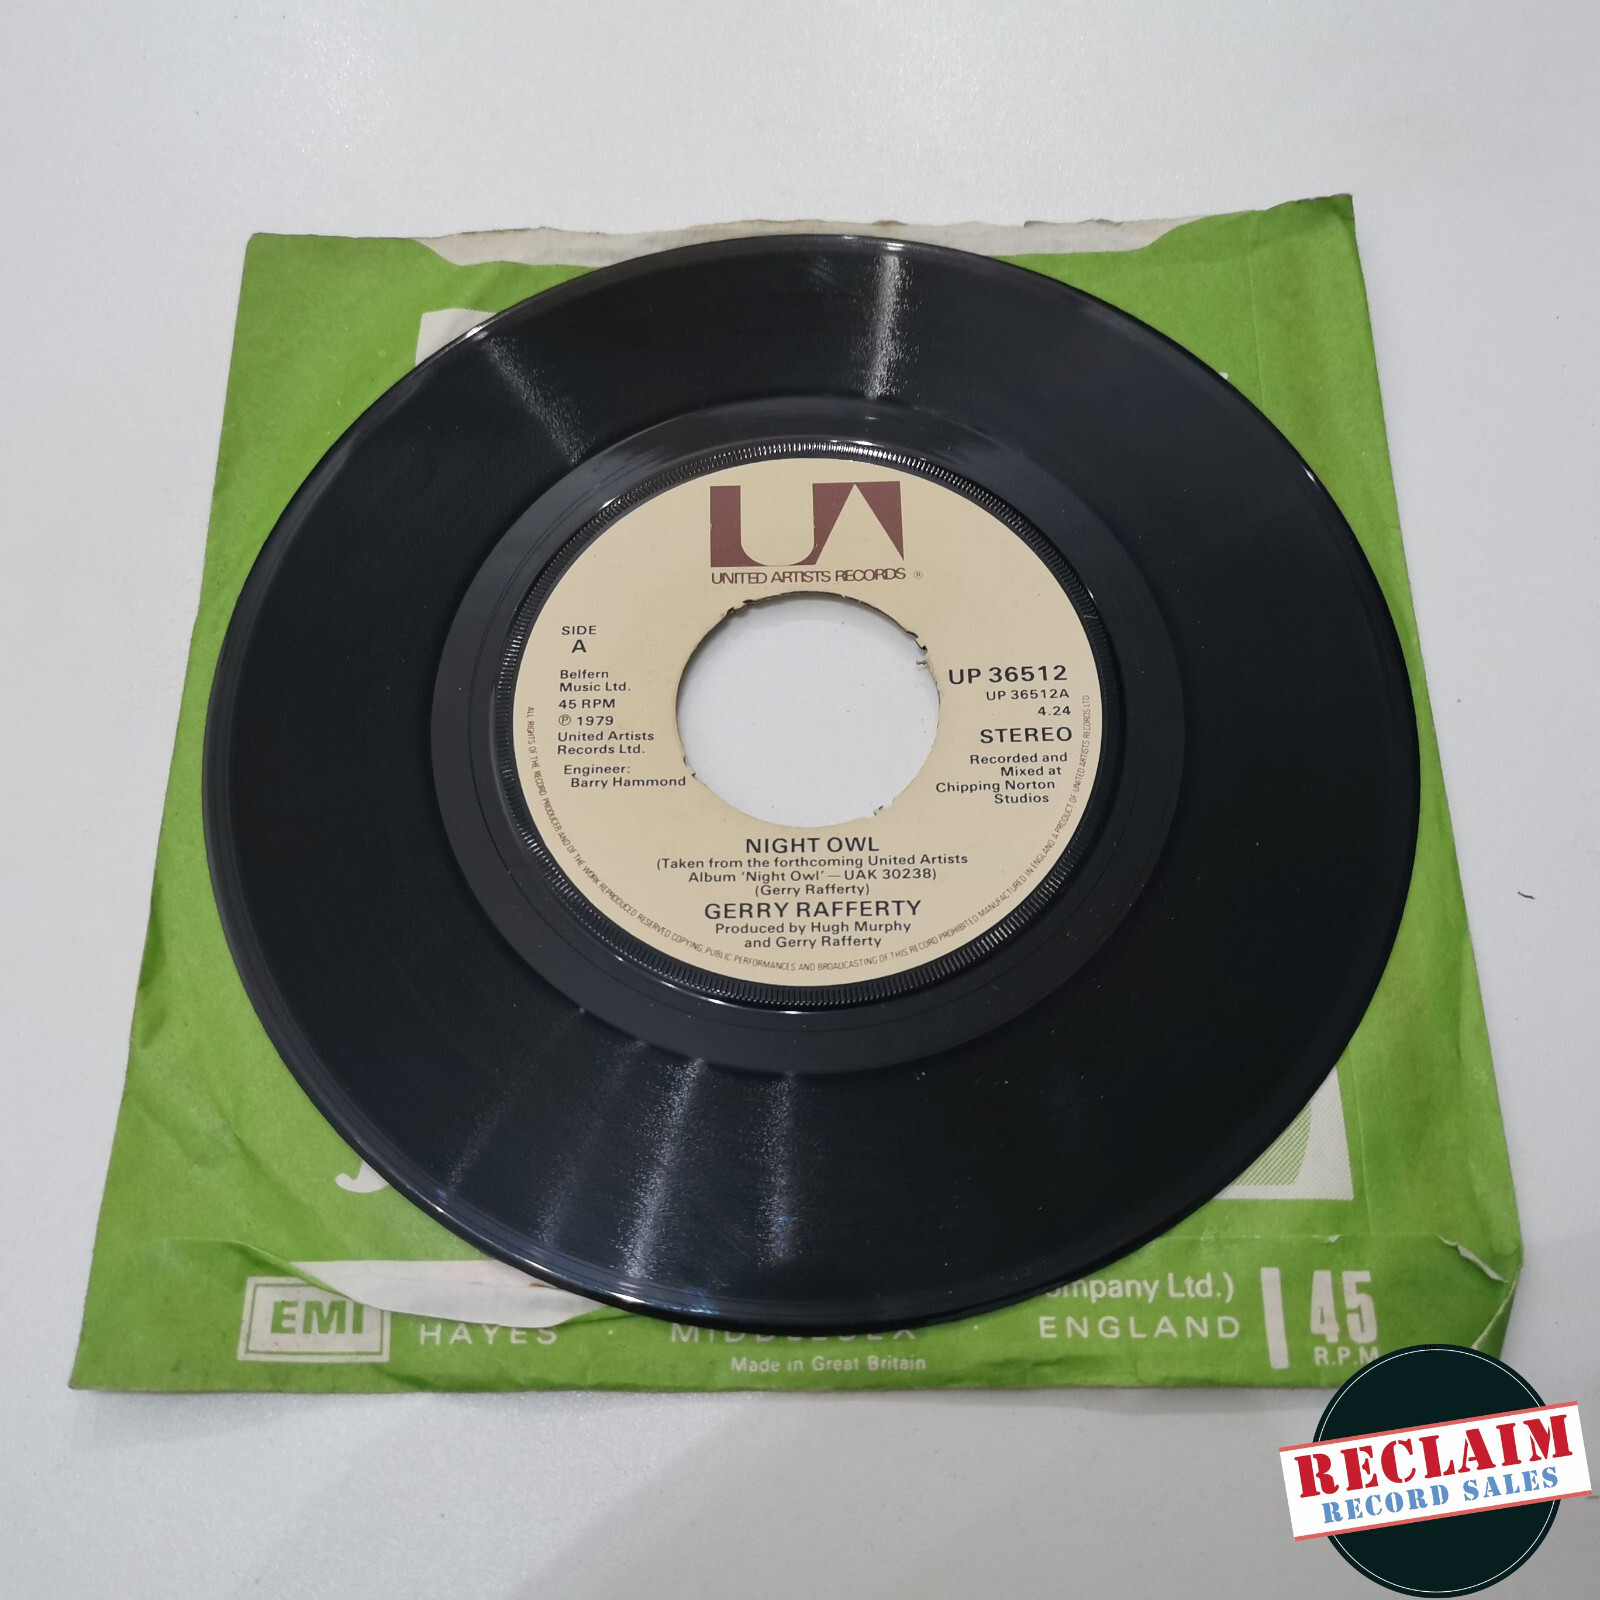 UNITED ARTISTS RECORDS ®
SIDE
A
Belfern
Music Ltd.
45 RPM
℗ 1979
United Artists
Records Ltd.
Engineer:
Barry Hammond
UP 36512
UP 36512A
4.24
STEREO
Recorded and
Mixed at
Chipping Norton
Studios
NIGHT OWL
(Taken from the forthcoming United Artists
Album 'Night Owl' — UAK 30238)
(Gerry Rafferty)
GERRY RAFFERTY
Produced by Hugh Murphy
and Gerry Rafferty
ALL RIGHTS OF THE RECORD PRODUCER AND OF THE WORK REPRODUCED RESERVED COPYING, PUBLIC PERFORMANCES AND BROADCASTING OF THIS RECORD PROHIBITED MANUFACTURED IN ENGLAND A PRODUCT OF UNITED ARTISTS RECORDS LTD
EMI
ompany Ltd.)
HAYES · MIDDLESEX · ENGLAND
Made in Great Britain
45
R.P.M
RECLAIM
RECORD SALES